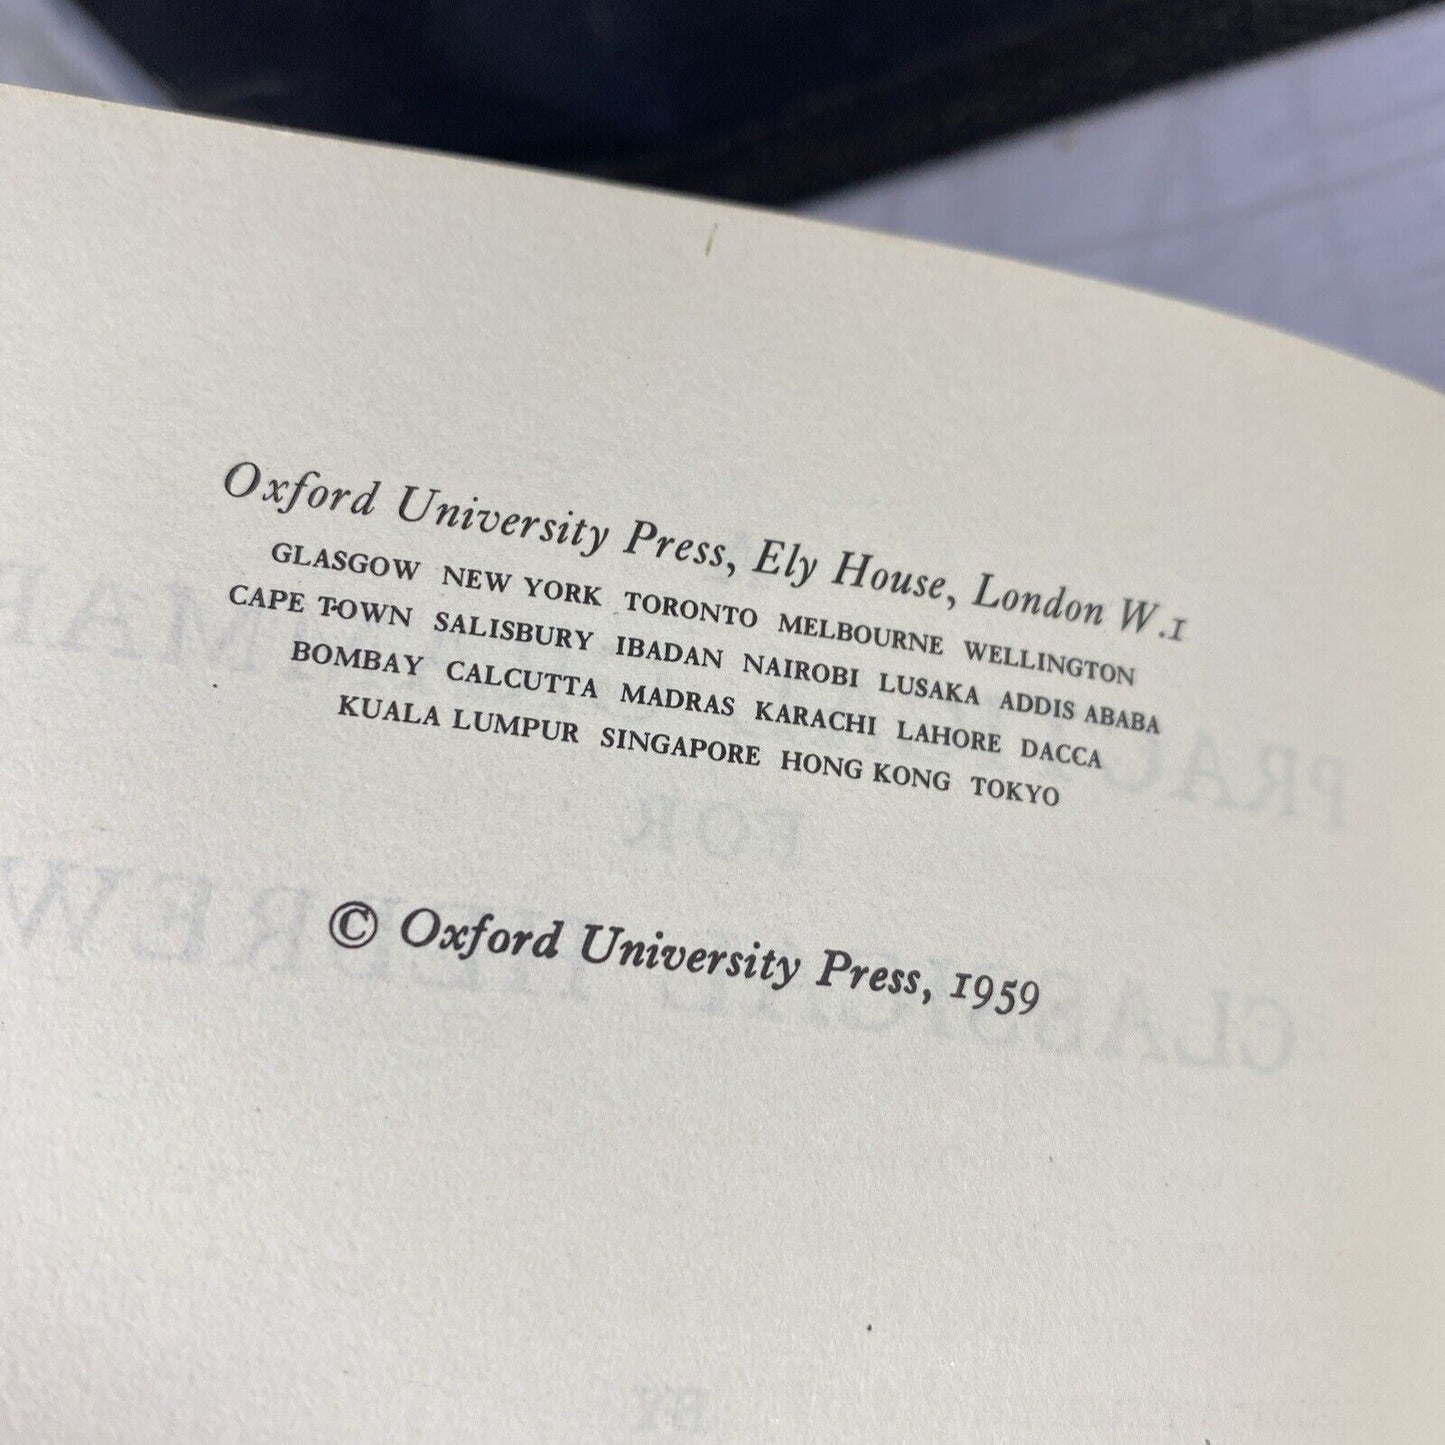 Oxford University Press, Ely House, London W.1
GLASGOW NEW YORK TORONTO MELBOURNE WELLINGTON
CAPE TOWN SALISBURY IBADAN NAIROBI LUSAKA ADDIS ABABA
BOMBAY CALCUTTA MADRAS KARACHI LAHORE DACCA
KUALA LUMPUR SINGAPORE HONG KONG TOKYO
© Oxford University Press, 1959